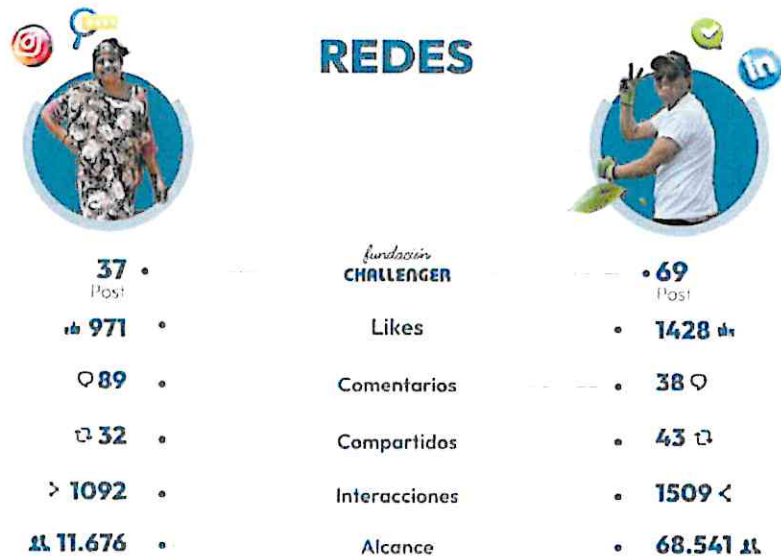 REDES
fundación
CHALLENGER
37 69
Post Post
971 Likes 1428
89 Comentarios 38
32 Compartidos 43
1092 Interacciones 1509
11.676 Alcance 68.541
in